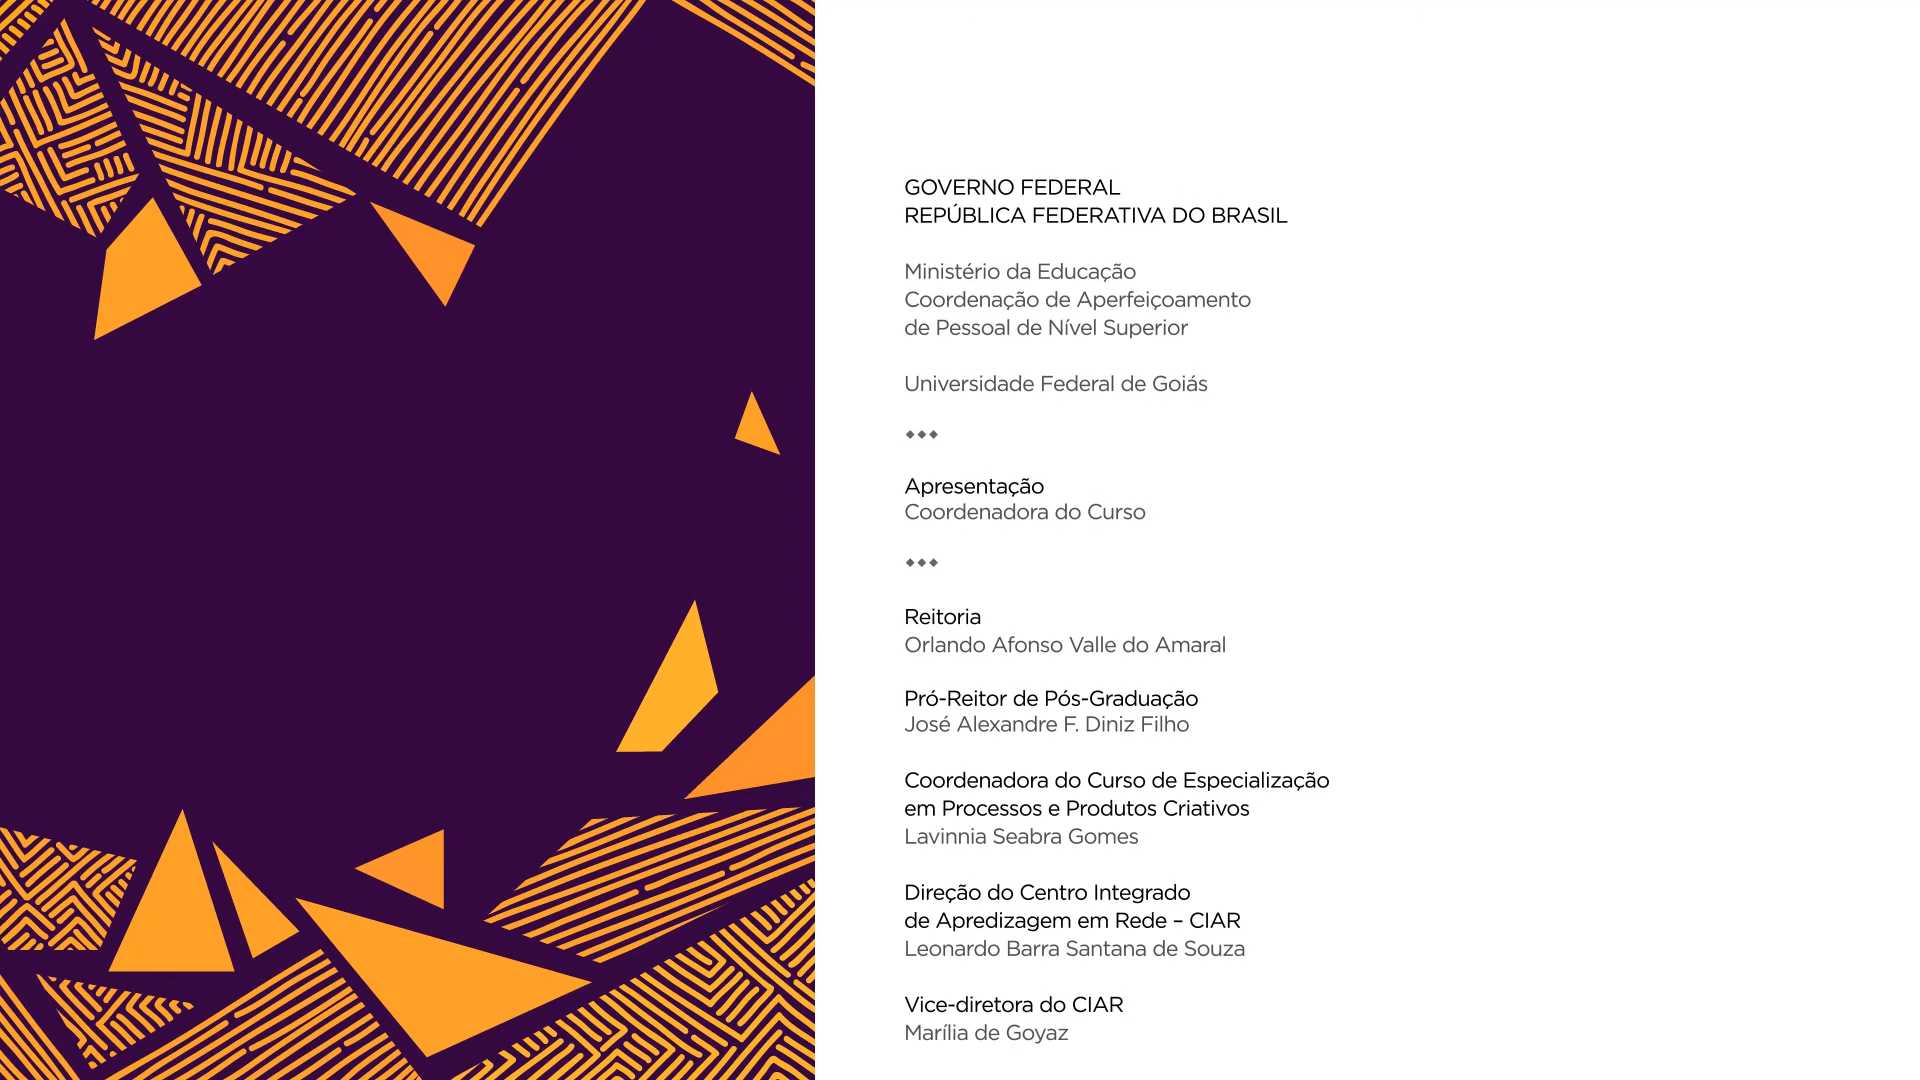 GOVERNO FEDERAL
REPÚBLICA FEDERATIVA DO BRASIL
Ministério da Educação
Coordenação de Aperfeiçoamento
de Pessoal de Nível Superior
Universidade Federal de Goiás
Apresentação
Coordenadora do Curso
Reitoria
Orlando Afonso Valle do Amaral
Pró-Reitor de Pós-Graduação
José Alexandre F. Diniz Filho
Coordenadora do Curso de Especialização
em Processos e Produtos Criativos
Lavinnia Seabra Gomes
Direção do Centro Integrado
de Apredizagem em Rede – CIAR
Leonardo Barra Santana de Souza
Vice-diretora do CIAR
Marília de Goyaz